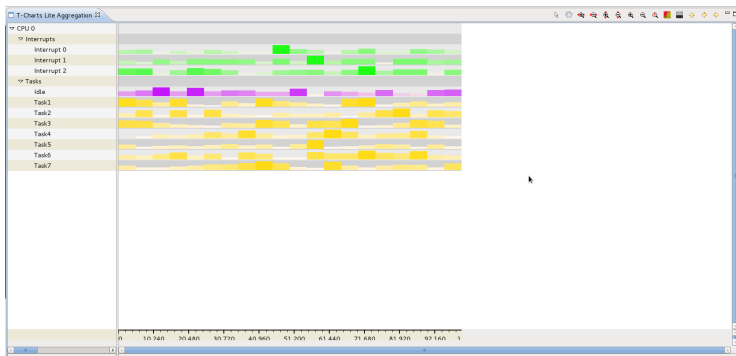 T-Charts Lite Aggregation
CPU 0
Interrupts
Interrupt 0
Interrupt 1
Interrupt 2
Tasks
Idle
Task1
Task2
Task3
Task4
Task5
Task6
Task7
0 10 240 20 480 30 720 40 960 51 200 61 440 71 680 81 920 92 160 1